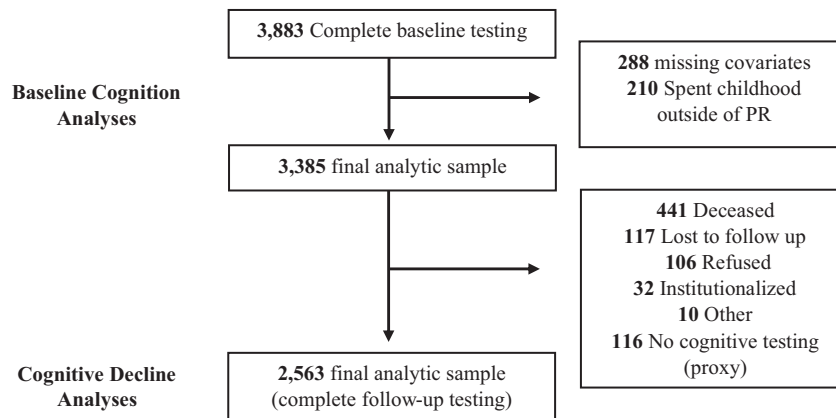 3,883 Complete baseline testing
288 missing covariates
210 Spent childhood
outside of PR
Baseline Cognition
Analyses
3,385 final analytic sample
441 Deceased
117 Lost to follow up
106 Refused
32 Institutionalized
10 Other
116 No cognitive testing
(proxy)
Cognitive Decline
Analyses
2,563 final analytic sample
(complete follow-up testing)